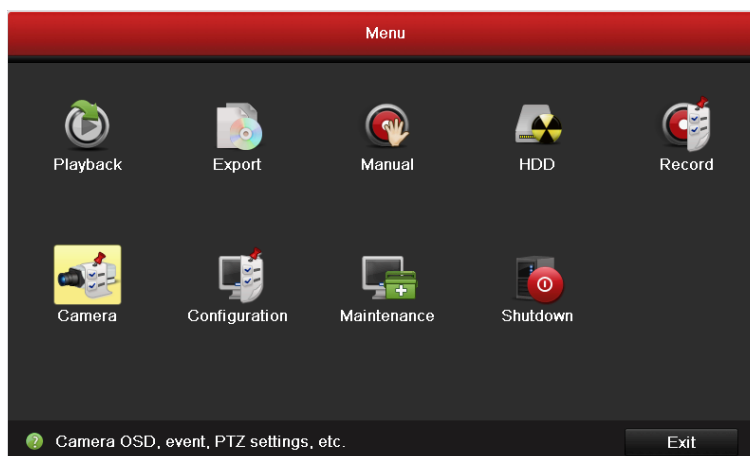 Menu
Playback Export Manual HDD Record
Camera Configuration Maintenance Shutdown
? Camera OSD, event, PTZ settings, etc. Exit